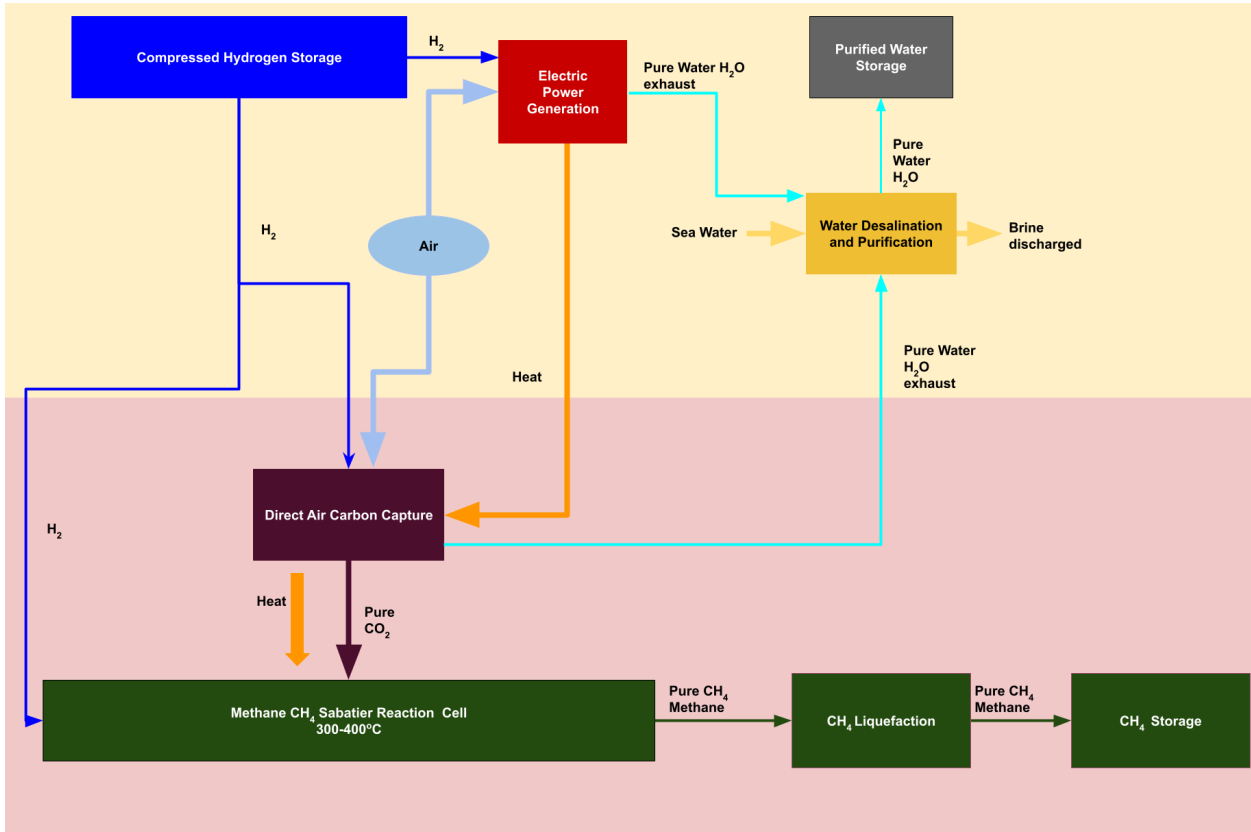 Compressed Hydrogen Storage
H₂
Electric
Power
Generation
Pure Water H₂O
exhaust
Purified Water
Storage
Pure
Water
H₂O
H₂
Air
Sea Water
Water Desalination
and Purification
Brine
discharged
Heat
Pure Water
H₂O
exhaust
Direct Air Carbon Capture
H₂
Heat
Pure
CO₂
Methane CH₄ Sabatier Reaction Cell
300-400ºC
Pure CH₄
Methane
CH₄ Liquefaction
Pure CH₄
Methane
CH₄ Storage